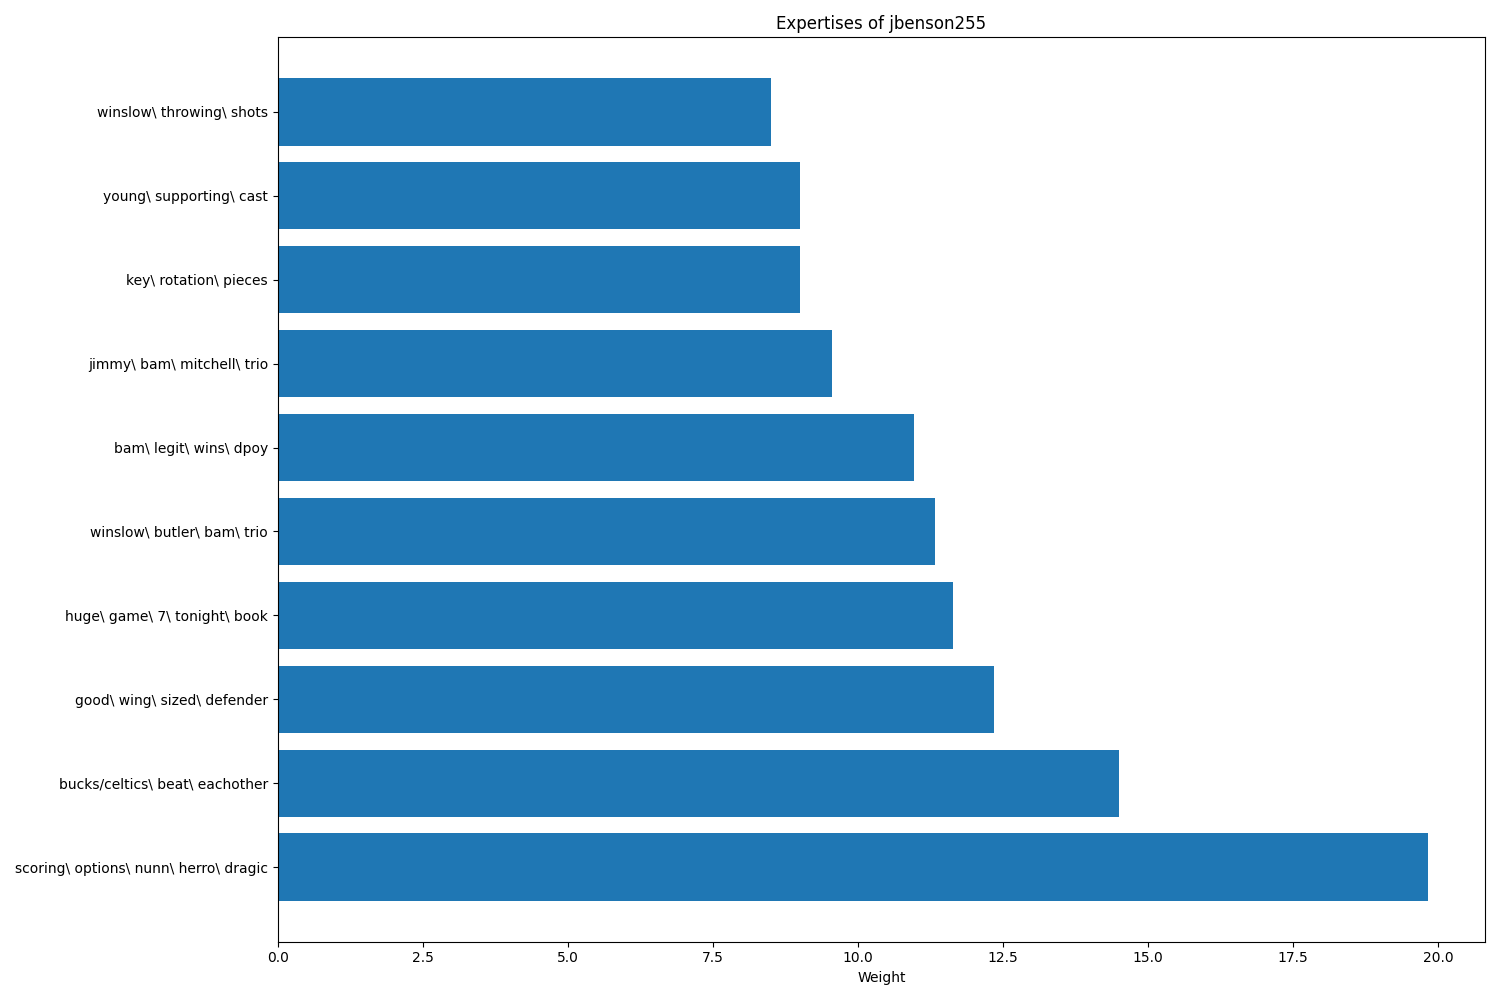 Expertises of jbenson255
winslow\ throwing\ shots
young\ supporting\ cast
key\ rotation\ pieces
jimmy\ bam\ mitchell\ trio
bam\ legit\ wins\ dpoy
winslow\ butler\ bam\ trio
huge\ game\ 7\ tonight\ book
good\ wing\ sized\ defender
bucks/celtics\ beat\ eachother
scoring\ options\ nunn\ herro\ dragic
0.0 2.5 5.0 7.5 10.0 12.5 15.0 17.5 20.0
Weight